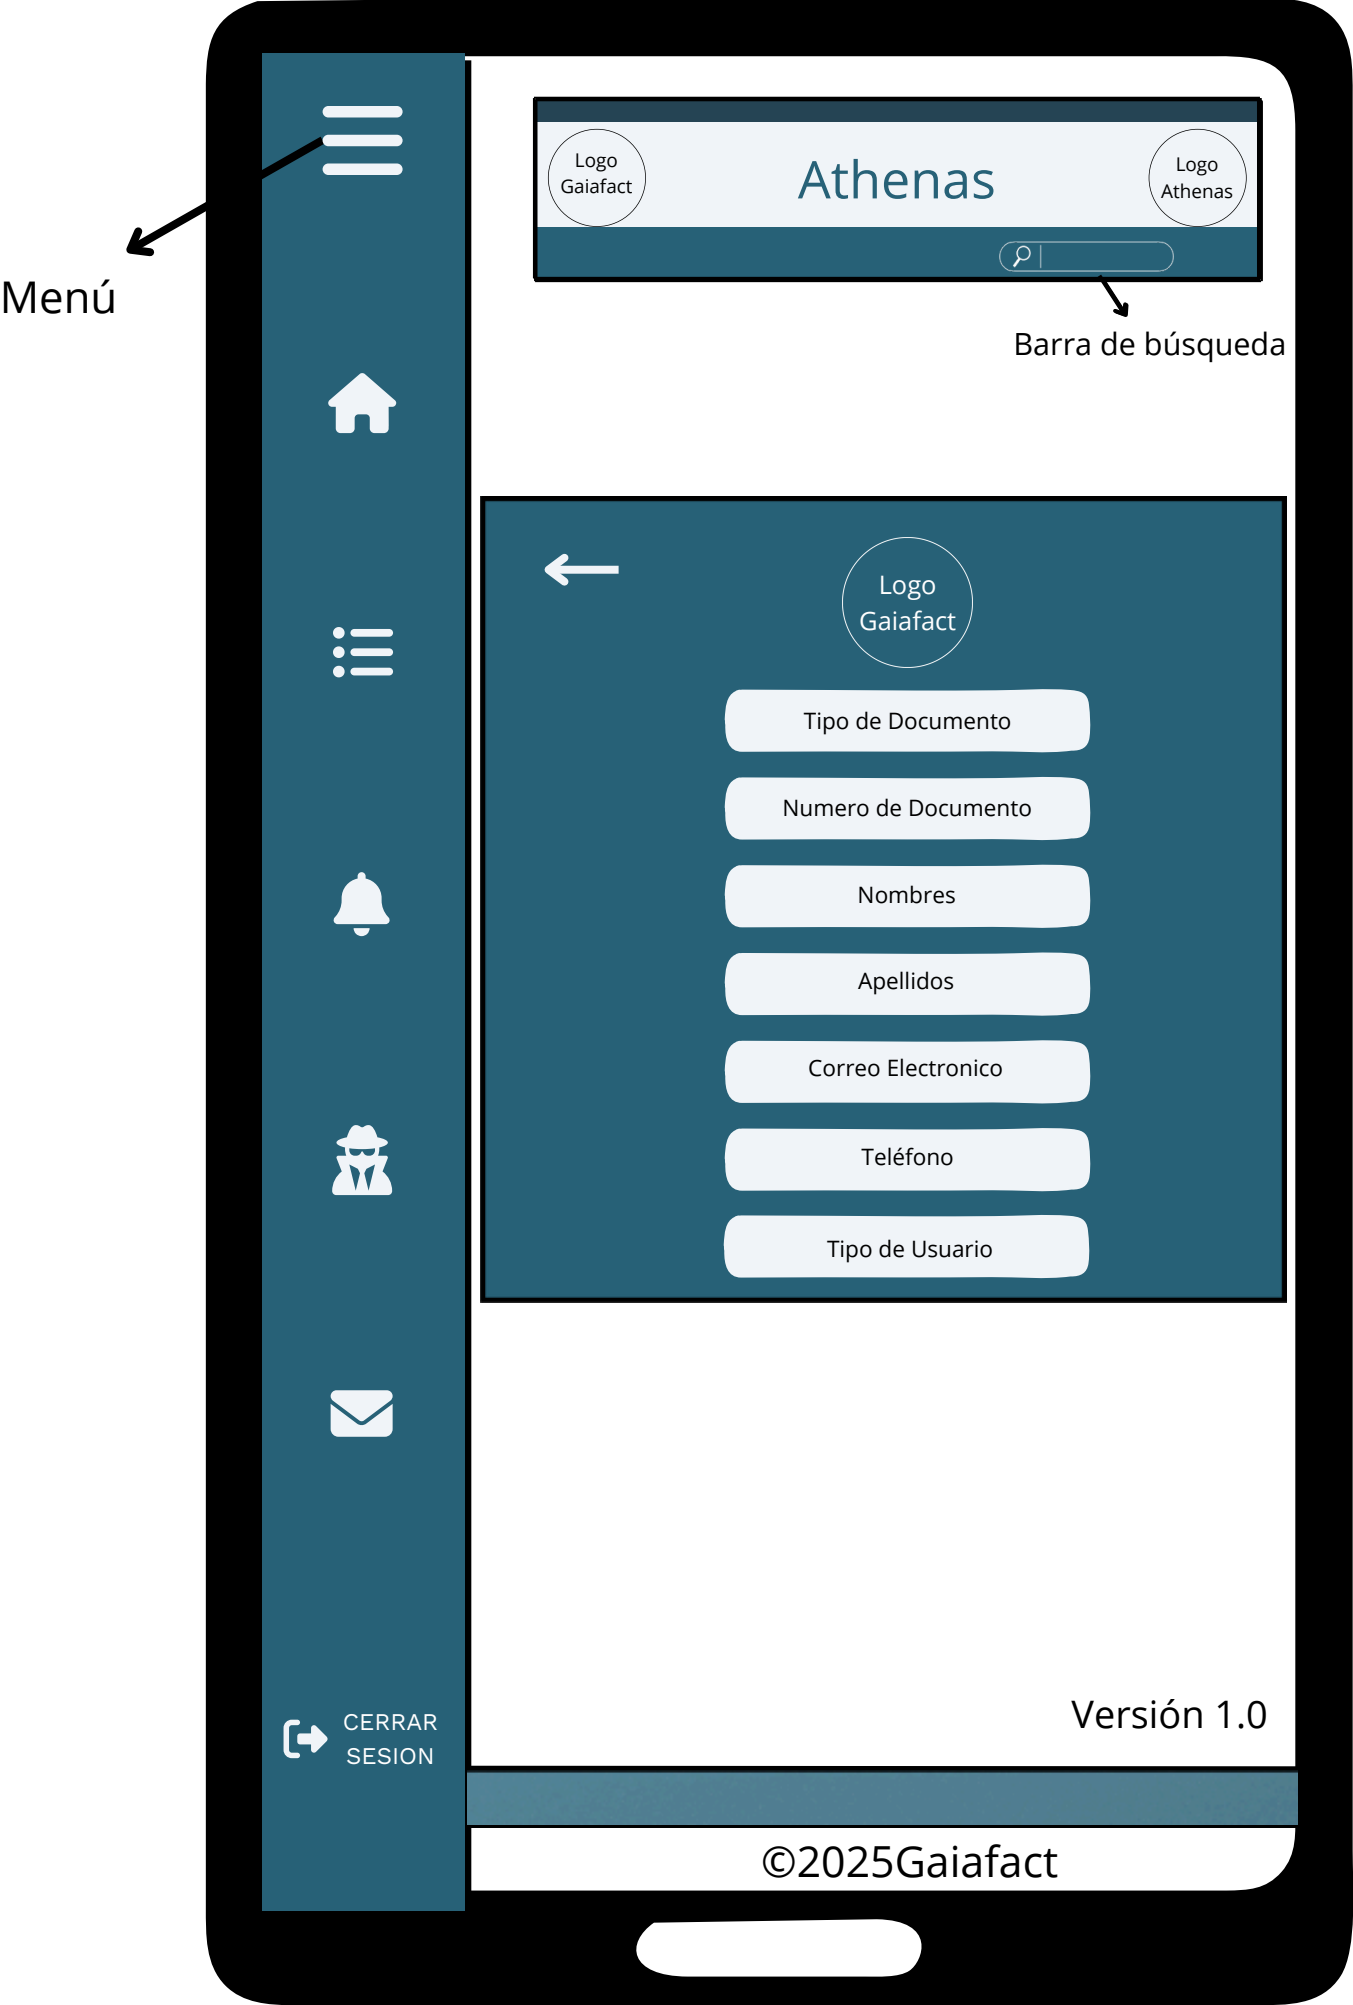 Menú
Logo
Gaiafact
Athenas
Logo
Athenas
Barra de búsqueda
Logo
Gaiafact
Tipo de Documento
Numero de Documento
Nombres
Apellidos
Correo Electronico
Teléfono
Tipo de Usuario
CERRAR
SESION
Versión 1.0
©2025Gaiafact